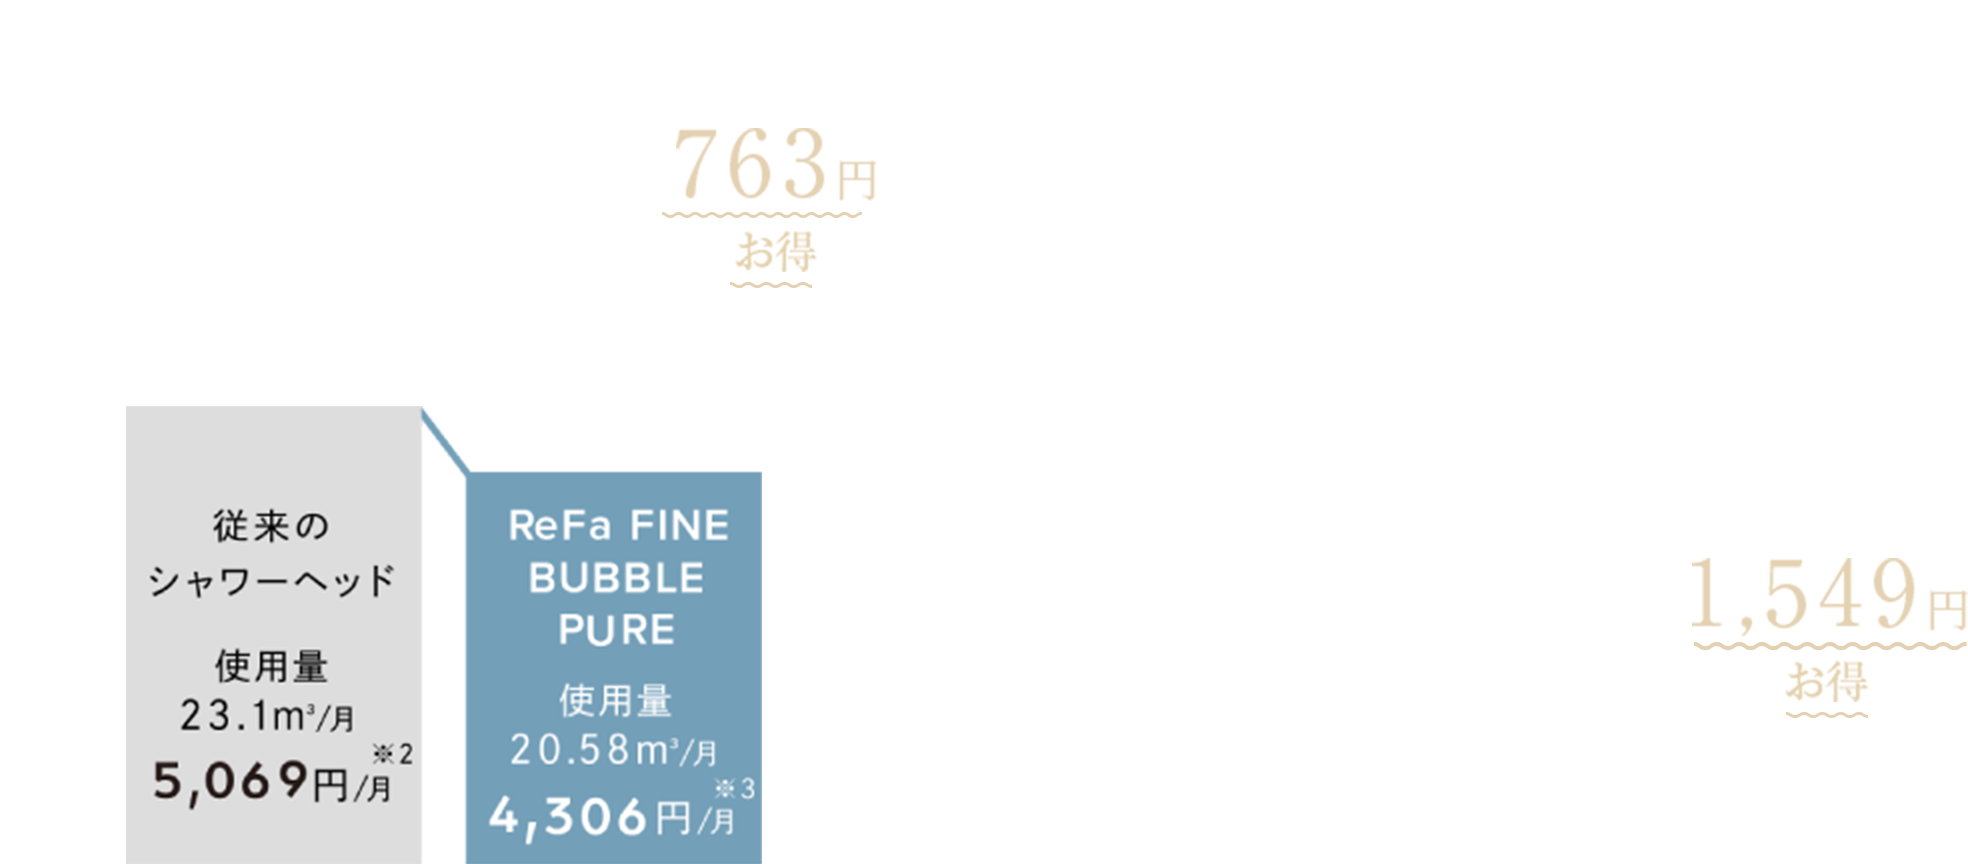 763円
お得
従来の
シャワーヘッド
使用量
23.1m³/月
※2
5,069円/月
ReFa FINE
BUBBLE
PURE
使用量
20.58m³/月
※3
4,306円/月
1,549円
お得